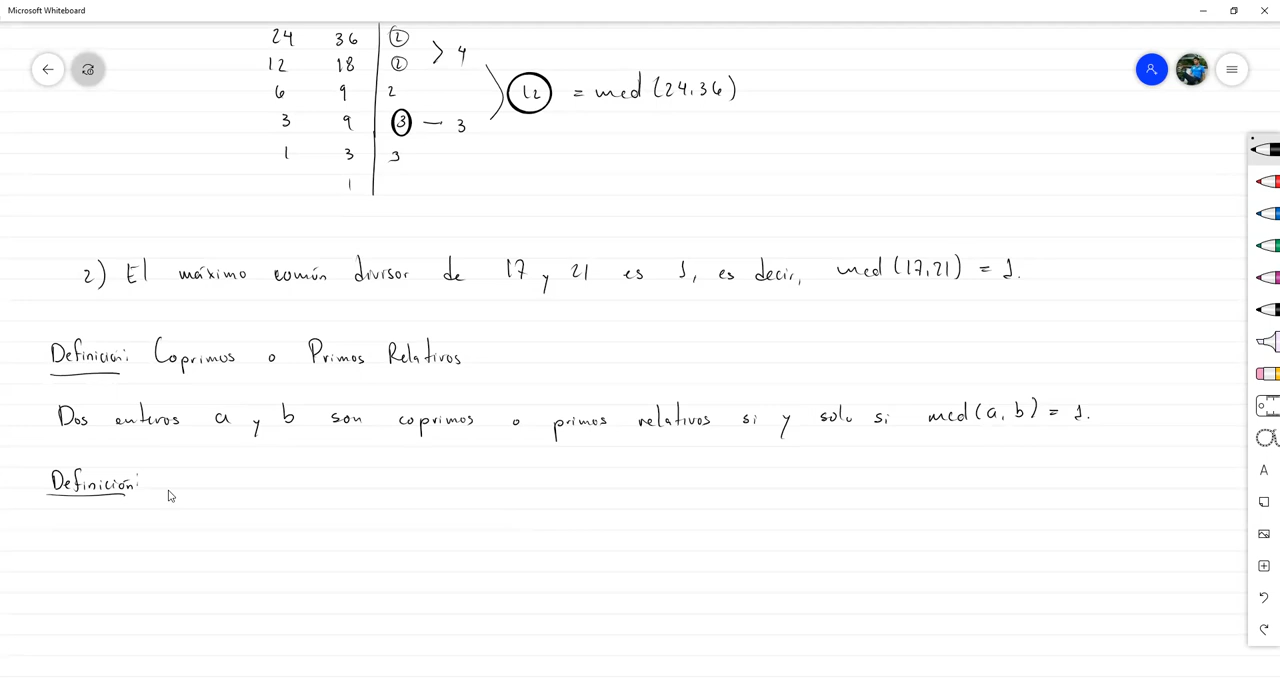 Microsoft Whiteboard
24 36 2
> 4
12 18 2
6 9 2 12 = mcd (24,36)
3 9 3 — 3
1 3 3
1
2) El máximo común divisor de 17 y 21 es 1, es decir, mcd (17,21) = 1.
Definición: Coprimos o Primos Relativos
Dos enteros a y b son coprimos o primos relativos si y solo si mcd (a, b) = 1.
Definición:
A